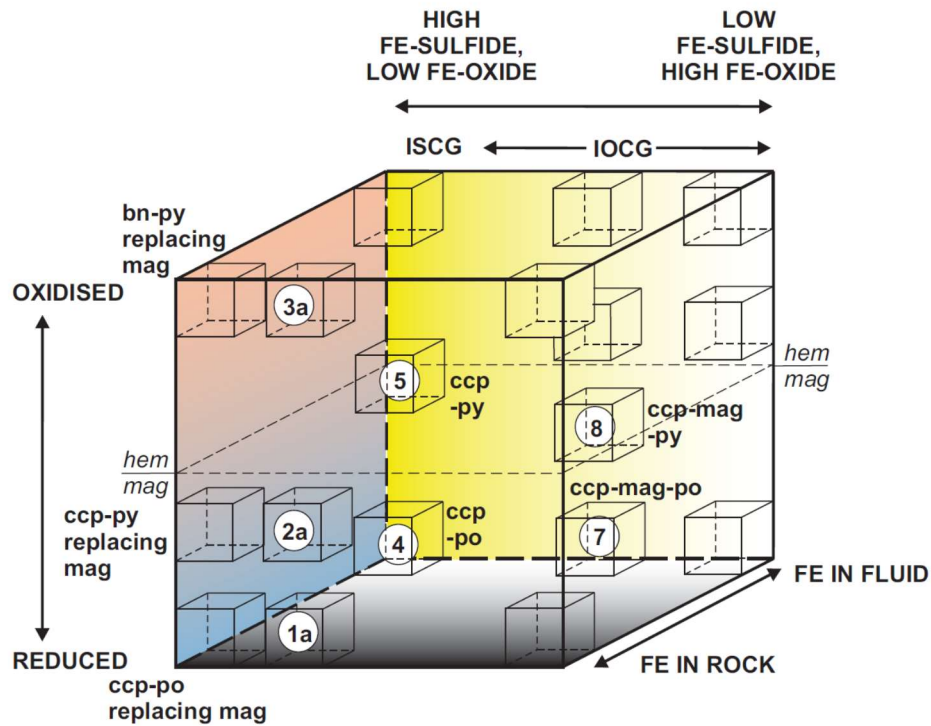 HIGH
FE-SULFIDE,
LOW FE-OXIDE
LOW
FE-SULFIDE,
HIGH FE-OXIDE
ISCG
IOCG
bn-py
replacing
mag
OXIDISED
3a
hem
mag
5
ccp
-py
8
ccp-mag
-py
hem
mag
ccp-mag-po
ccp-py
replacing
mag
2a
4
ccp
-po
7
FE IN FLUID
1a
REDUCED
FE IN ROCK
ccp-po
replacing mag